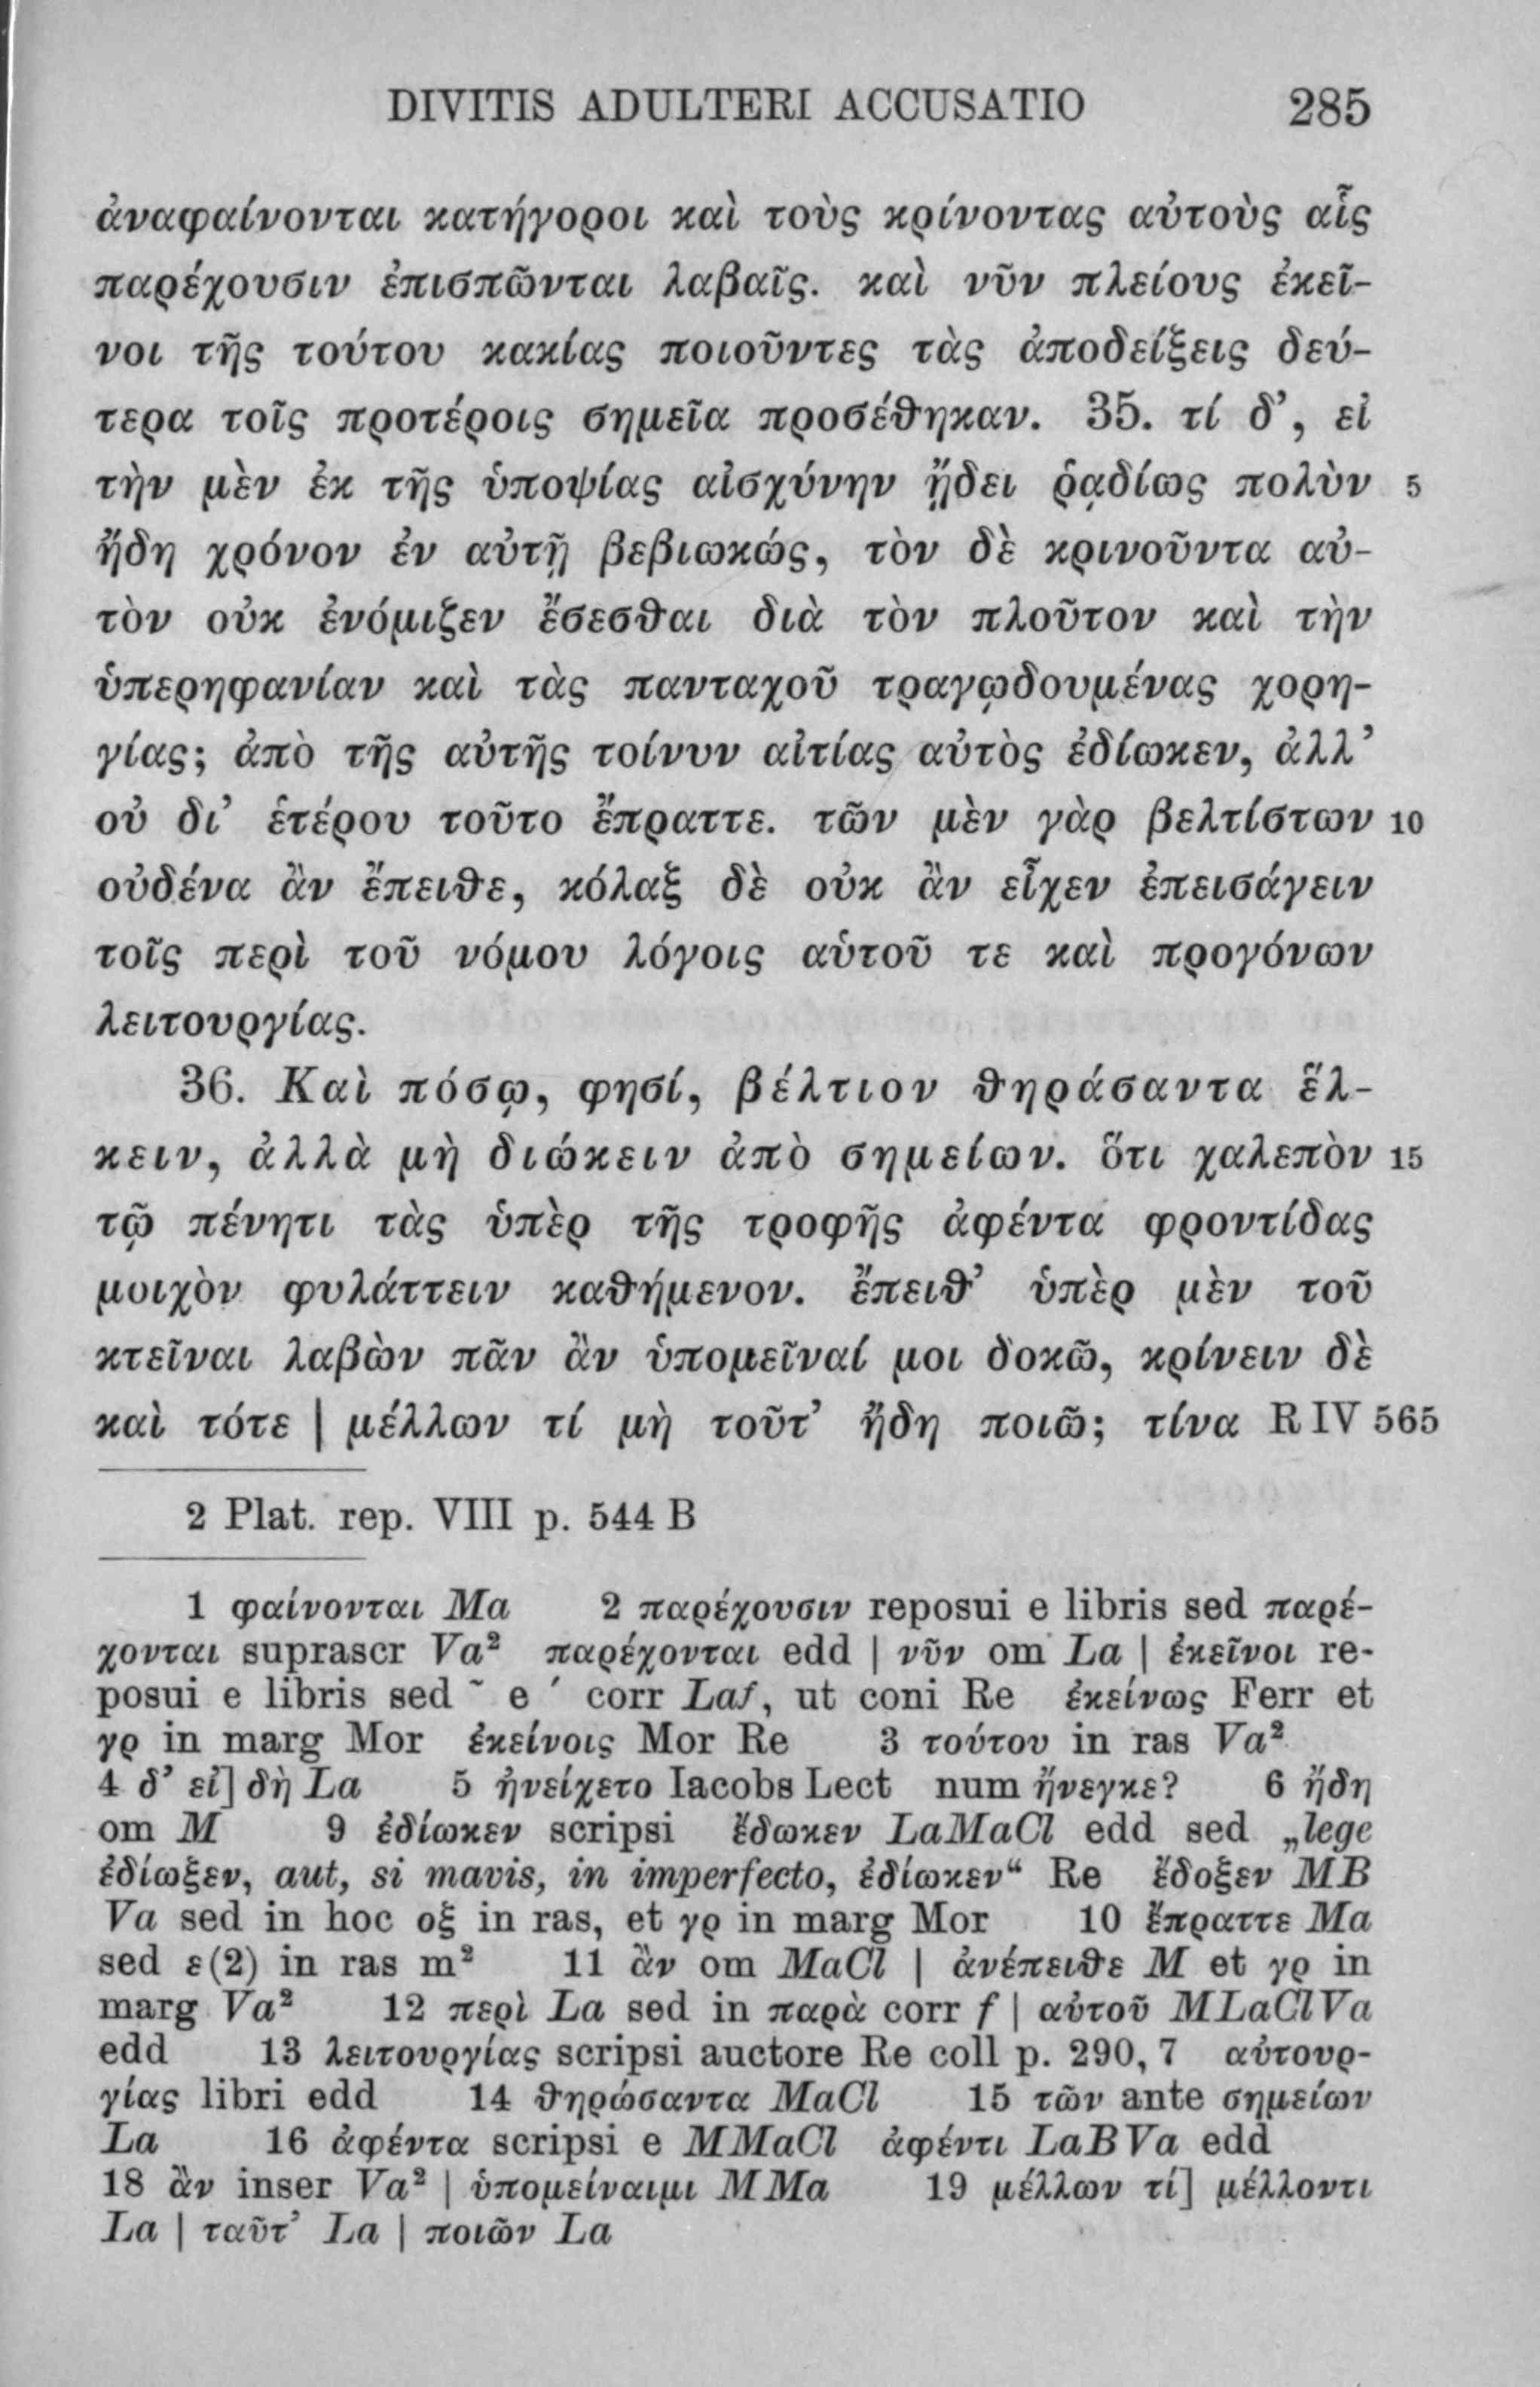 DIVITIS ADULTERI ACCUSATIO 285
ἀναφαίνονται κατήγοροι καὶ τοὺς κρίνοντας αὐτοὺς αἷς
παρέχουσιν ἐπισπῶνται λαβαῖς. καὶ νῦν πλείους ἐκεῖ-
νοι τῆς τούτου κακίας ποιοῦντες τὰς ἀποδείξεις δεύ-
τερα τοῖς προτέροις σημεῖα προσέθηκαν. 35. τί δ’, εἰ
τὴν μὲν ἐκ τῆς ὑποψίας αἰσχύνην ᾔδει ῥᾳδίως πολὺν 5
ἤδη χρόνον ἐν αὐτῇ βεβιωκώς, τὸν δὲ κρινοῦντα αὐ-
τὸν οὐκ ἐνόμιζεν ἔσεσθαι διὰ τὸν πλοῦτον καὶ τὴν
ὑπερηφανίαν καὶ τὰς πανταχοῦ τραγῳδουμένας χορη-
γίας; ἀπὸ τῆς αὐτῆς τοίνυν αἰτίας αὐτὸς ἐδίωκεν, ἀλλ’
οὐ δι’ ἑτέρου τοῦτο ἔπραττε. τῶν μὲν γὰρ βελτίστων 10
οὐδένα ἂν ἔπειθε, κόλαξ δὲ οὐκ ἂν εἶχεν ἐπεισάγειν
τοῖς περὶ τοῦ νόμου λόγοις αὑτοῦ τε καὶ προγόνων
λειτουργίας.
36. Καὶ πόσῳ, φησί, βέλτιον θηράσαντα ἕλ-
κειν, ἀλλὰ μὴ διώκειν ἀπὸ σημείων. ὅτι χαλεπὸν 15
τῷ πένητι τὰς ὑπὲρ τῆς τροφῆς ἀφέντα φροντίδας
μοιχὸν φυλάττειν καθήμενον. ἔπειθ’ ὑπὲρ μὲν τοῦ
κτεῖναι λαβὼν πᾶν ἂν ὑπομεῖναί μοι δοκῶ, κρίνειν δὲ
καὶ τότε | μέλλων τί μὴ τοῦτ’ ἤδη ποιῶ; τίνα R IV 565
2 Plat. rep. VIII p. 544 B
1 φαίνονται Ma 2 παρέχουσιν reposui e libris sed παρέ-
χονται suprascr Va² παρέχονται edd | νῦν om La | ἐκεῖνοι re-
posui e libris sed ῀ e ´ corr Laf, ut coni Re ἐκείνως Ferr et
γρ in marg Mor ἐκείνοις Mor Re 3 τούτου in ras Va²
4 δ’ εἰ] δὴ La 5 ἠνείχετο Iacobs Lect num ἤνεγκε? 6 ἤδη
om M 9 ἐδίωκεν scripsi ἔδωκεν LaMaCl edd sed „lege
ἐδίωξεν, aut, si mavis, in imperfecto, ἐδίωκεν“ Re ἔδοξεν MB
Va sed in hoc οξ in ras, et γρ in marg Mor 10 ἔπραττε Ma
sed ε(2) in ras m² 11 ἂν om MaCl | ἀνέπειθε M et γρ in
marg Va² 12 περὶ La sed in παρὰ corr f | αὐτοῦ MLaClVa
edd 13 λειτουργίας scripsi auctore Re coll p. 290, 7 αὐτουρ-
γίας libri edd 14 θηρώσαντα MaCl 15 τῶν ante σημείων
La 16 ἀφέντα scripsi e MMaCl ἀφέντι LaBVa edd
18 ἂν inser Va² | ὑπομείναιμι MMa 19 μέλλων τί] μέλλοντι
La | ταῦτ’ La | ποιῶν La